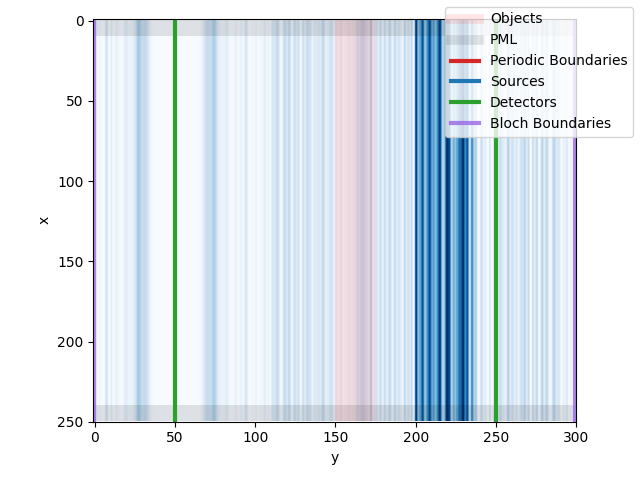 Objects
PML
Periodic Boundaries
Sources
Detectors
Bloch Boundaries
0
50
100
150
200
250
x
0 50 100 150 200 250 300
y